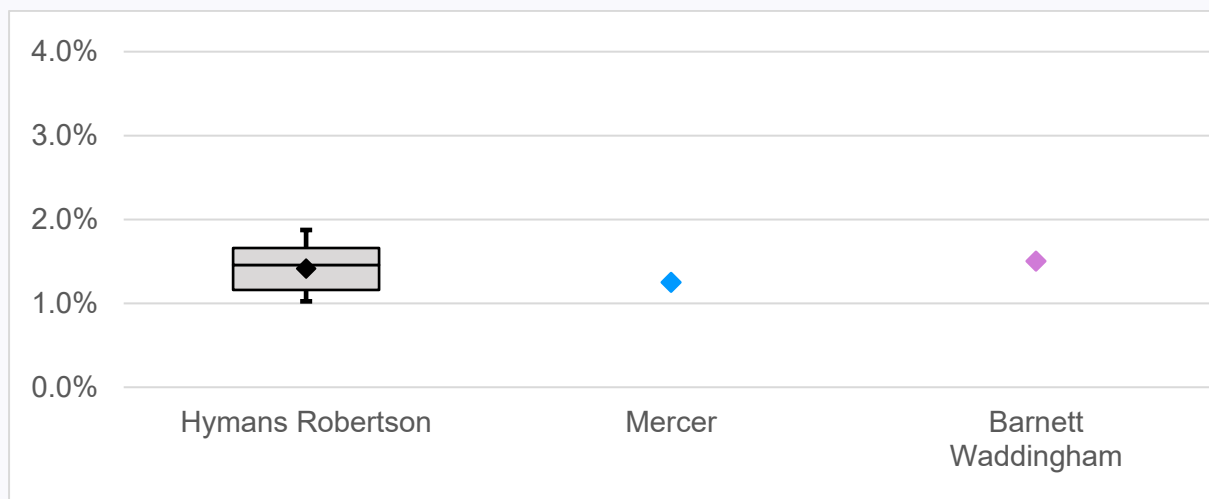 4.0%
3.0%
2.0%
1.0%
0.0%
Hymans Robertson
Mercer
Barnett
Waddingham